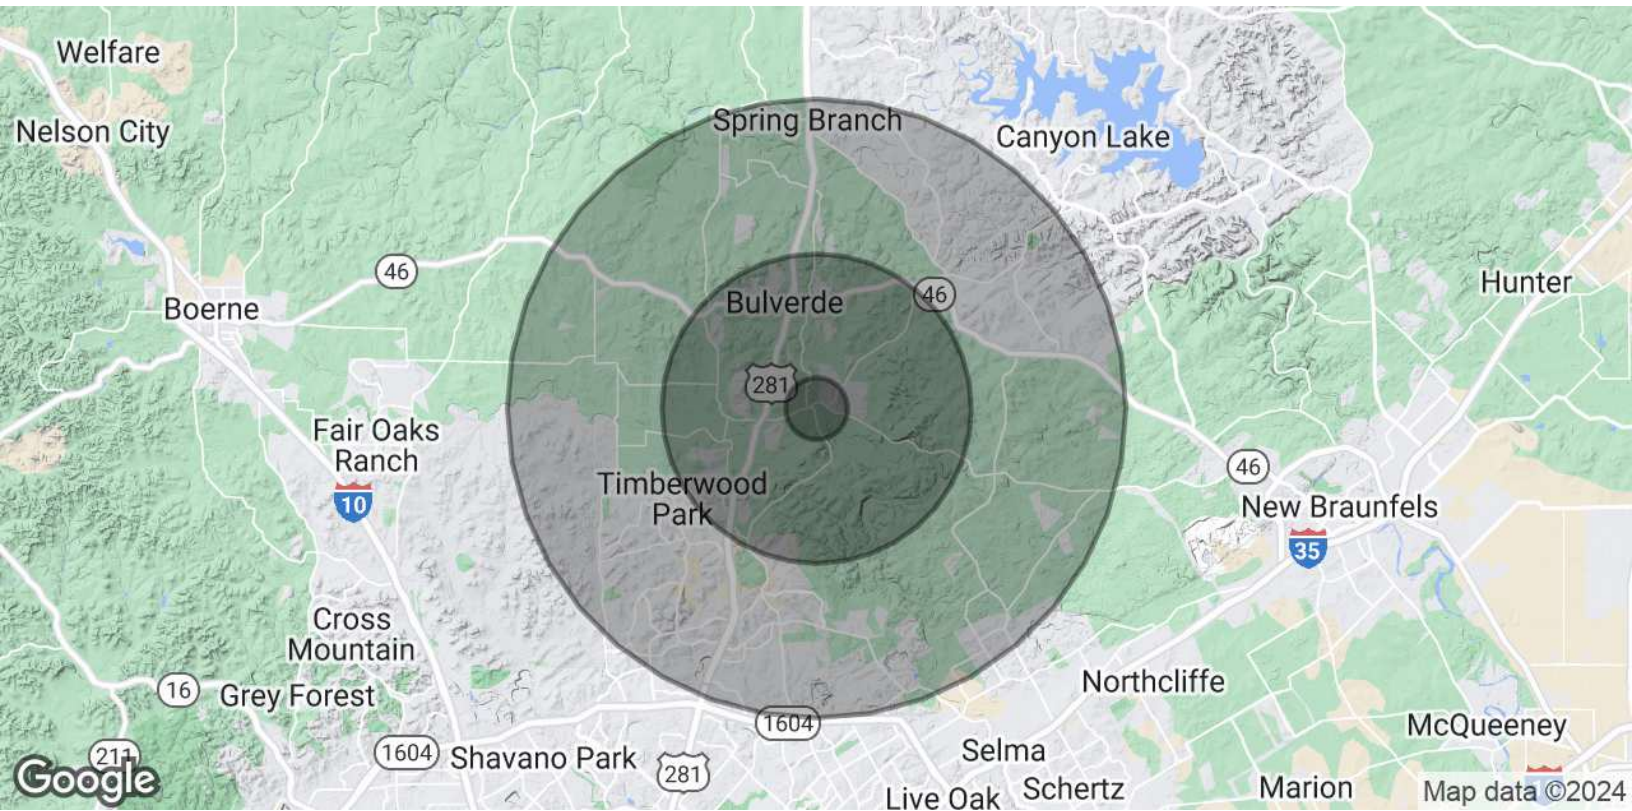 Welfare
Nelson City
Spring Branch
Canyon Lake
46
Boerne
Bulverde
46
Hunter
281
Fair Oaks
Ranch
10
Timberwood
Park
46
New Braunfels
35
Cross
Mountain
16
Grey Forest
Northcliffe
1604
McQueeney
211
1604
Shavano Park
281
Selma
Schertz
Live Oak
Marion
Google
Map data ©2024